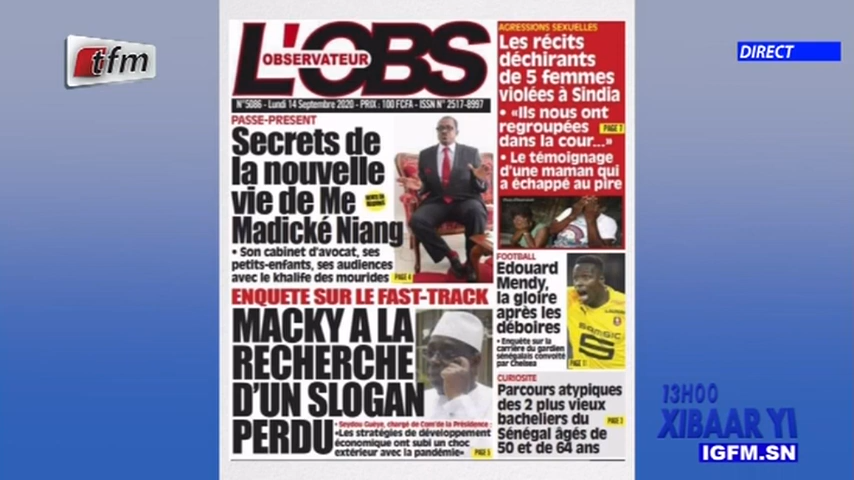 tfm
DIRECT
L'OBS
OBSERVATEUR
N°5086 - Lundi 14 Septembre 2020 - PRIX : 100 FCFA - ISSN N° 2517-8997
PASSE-PRESENT
Secrets de
la nouvelle
vie de Me
Madické Niang
• Son cabinet d'avocat, ses
petits-enfants, ses audiences
avec le khalife des mourides
PAGE 4
ENQUETE SUR LE FAST-TRACK
MACKY A LA
RECHERCHE
D'UN SLOGAN
PERDU
• Seydou Guèye, chargé de Com'de la Présidence :
«Les stratégies de développement
économique ont subi un choc
extérieur avec la pandémie»
PAGE 5
AGRESSIONS SEXUELLES
Les récits
déchirants
de 5 femmes
violées à Sindia
• «Ils nous ont
regroupées
dans la cour...»
PAGE 7
• Le témoignage
d'une maman qui
a échappé au pire
FOOTBALL
Edouard
Mendy,
la gloire
après les
déboires
• Enquête sur la
carrière du gardien
sénégalais convoité
par Chelsea
SAMSIC
PAGE 11
CURIOSITE
Parcours atypiques
des 2 plus vieux
bacheliers du
Sénégal âgés de
50 et de 64 ans
PAGE 3
13H00
XIBAAR YI
IGFM.SN